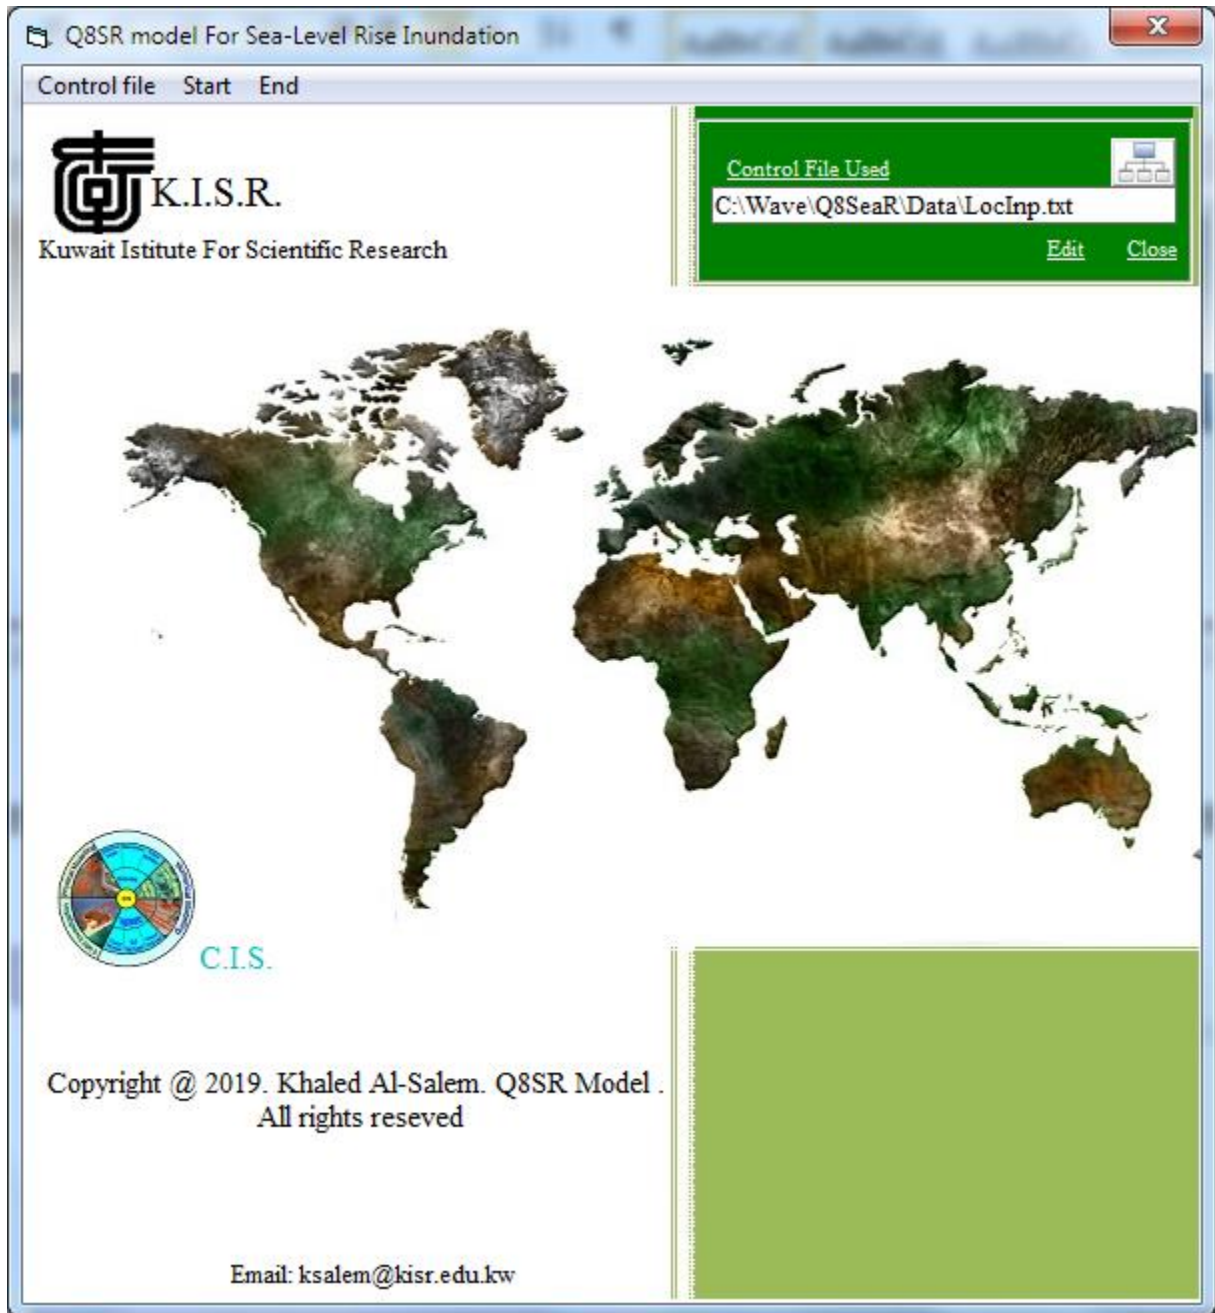 Q8SR model For Sea-Level Rise Inundation
Control file Start End
K.I.S.R.
Kuwait Istitute For Scientific Research
Control File Used
C:\Wave\Q8SeaR\Data\LocInp.txt
Edit Close
C.I.S.
Copyright @ 2019. Khaled Al-Salem. Q8SR Model .
All rights reseved
Email: ksalem@kisr.edu.kw